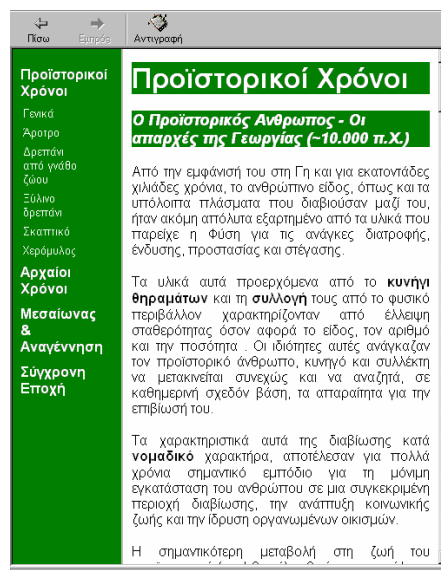 Πίσω
Εμπρός
Αντιγραφή
Προϊστορικοί
Χρόνοι
Γενικά
Άροτρο
Δρεπάνι
από γνάθο
ζώου
Ξύλινο
δρεπάνι
Σκαπτικό
Χερόμυλος
Αρχαίοι
Χρόνοι
Μεσαίωνας
&
Αναγέννηση
Σύγχρονη
Εποχή
Προϊστορικοί Χρόνοι
Ο Προϊστορικός Ανθρωπος - Οι
απαρχές της Γεωργίας (~10.000 π.Χ.)
Από την εμφάνισή του στη Γη και για εκατοντάδες
χιλιάδες χρόνια, το ανθρώπινο είδος, όπως και τα
υπόλοιπα πλάσματα που διαβιούσαν μαζί του,
ήταν ακόμη απόλυτα εξαρτημένο από τα υλικά που
παρείχε η Φύση για τις ανάγκες διατροφής,
ένδυσης, προστασίας και στέγασης.
Τα υλικά αυτά προερχόμενα από το κυνήγι
θηραμάτων και τη συλλογή τους από το φυσικό
περιβάλλον χαρακτηρίζονταν από έλλειψη
σταθερότητας όσον αφορά το είδος, τον αριθμό
και την ποσότητα . Οι ιδιότητες αυτές ανάγκαζαν
τον προϊστορικό άνθρωπο, κυνηγό και συλλέκτη
να μετακινείται συνεχώς και να αναζητά, σε
καθημερινή σχεδόν βάση, τα απαραίτητα για την
επιβίωσή του.
Τα χαρακτηριστικά αυτά της διαβίωσης κατά
νομαδικό χαρακτήρα, αποτέλεσαν για πολλά
χρόνια σημαντικό εμπόδιο για τη μόνιμη
εγκατάσταση του ανθρώπου σε μια συγκεκριμένη
περιοχή διαβίωσης, την ανάπτυξη κοινωνικής
ζωής και την ίδρυση οργανωμένων οικισμών.
Η σημαντικότερη μεταβολή στη ζωή του